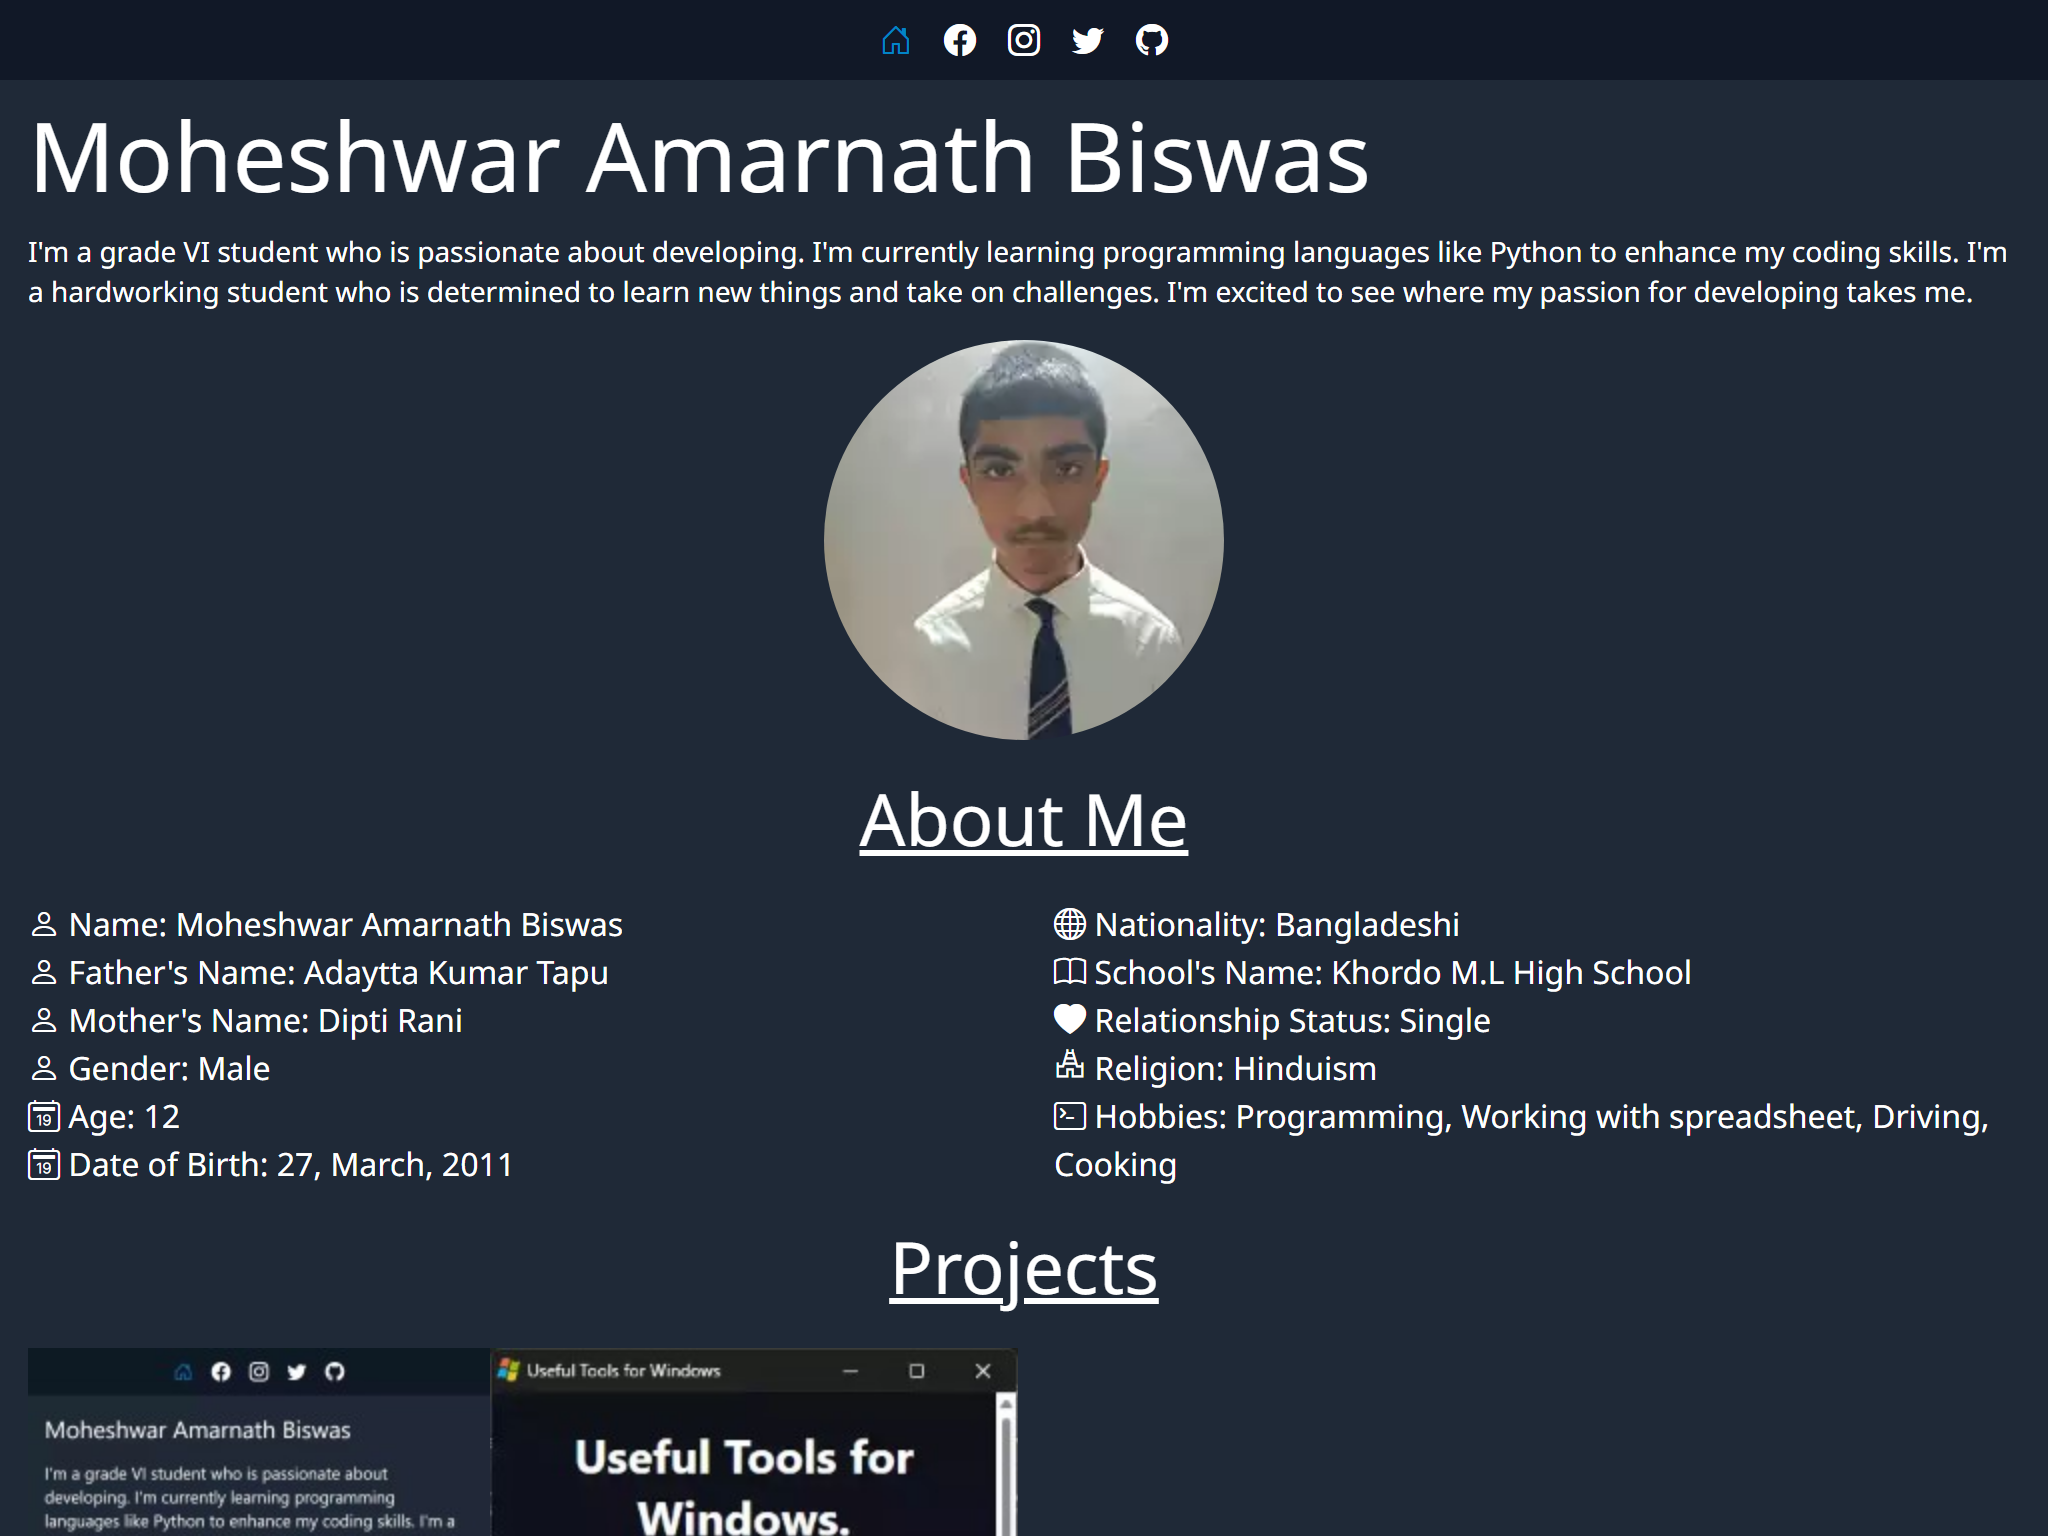 Moheshwar Amarnath Biswas
I'm a grade VI student who is passionate about developing. I'm currently learning programming languages like Python to enhance my coding skills. I'm
a hardworking student who is determined to learn new things and take on challenges. I'm excited to see where my passion for developing takes me.
About Me
Name: Moheshwar Amarnath Biswas
Father's Name: Adaytta Kumar Tapu
Mother's Name: Dipti Rani
Gender: Male
19 Age: 12
19 Date of Birth: 27, March, 2011
Nationality: Bangladeshi
School's Name: Khordo M.L High School
Relationship Status: Single
Religion: Hinduism
Hobbies: Programming, Working with spreadsheet, Driving,
Cooking
Projects
Moheshwar Amarnath Biswas
I'm a grade VI student who is passionate about
developing. I'm currently learning programming
languages like Python to enhance my coding skills. I'm a
Useful Tools for Windows
Useful Tools for
Windows.